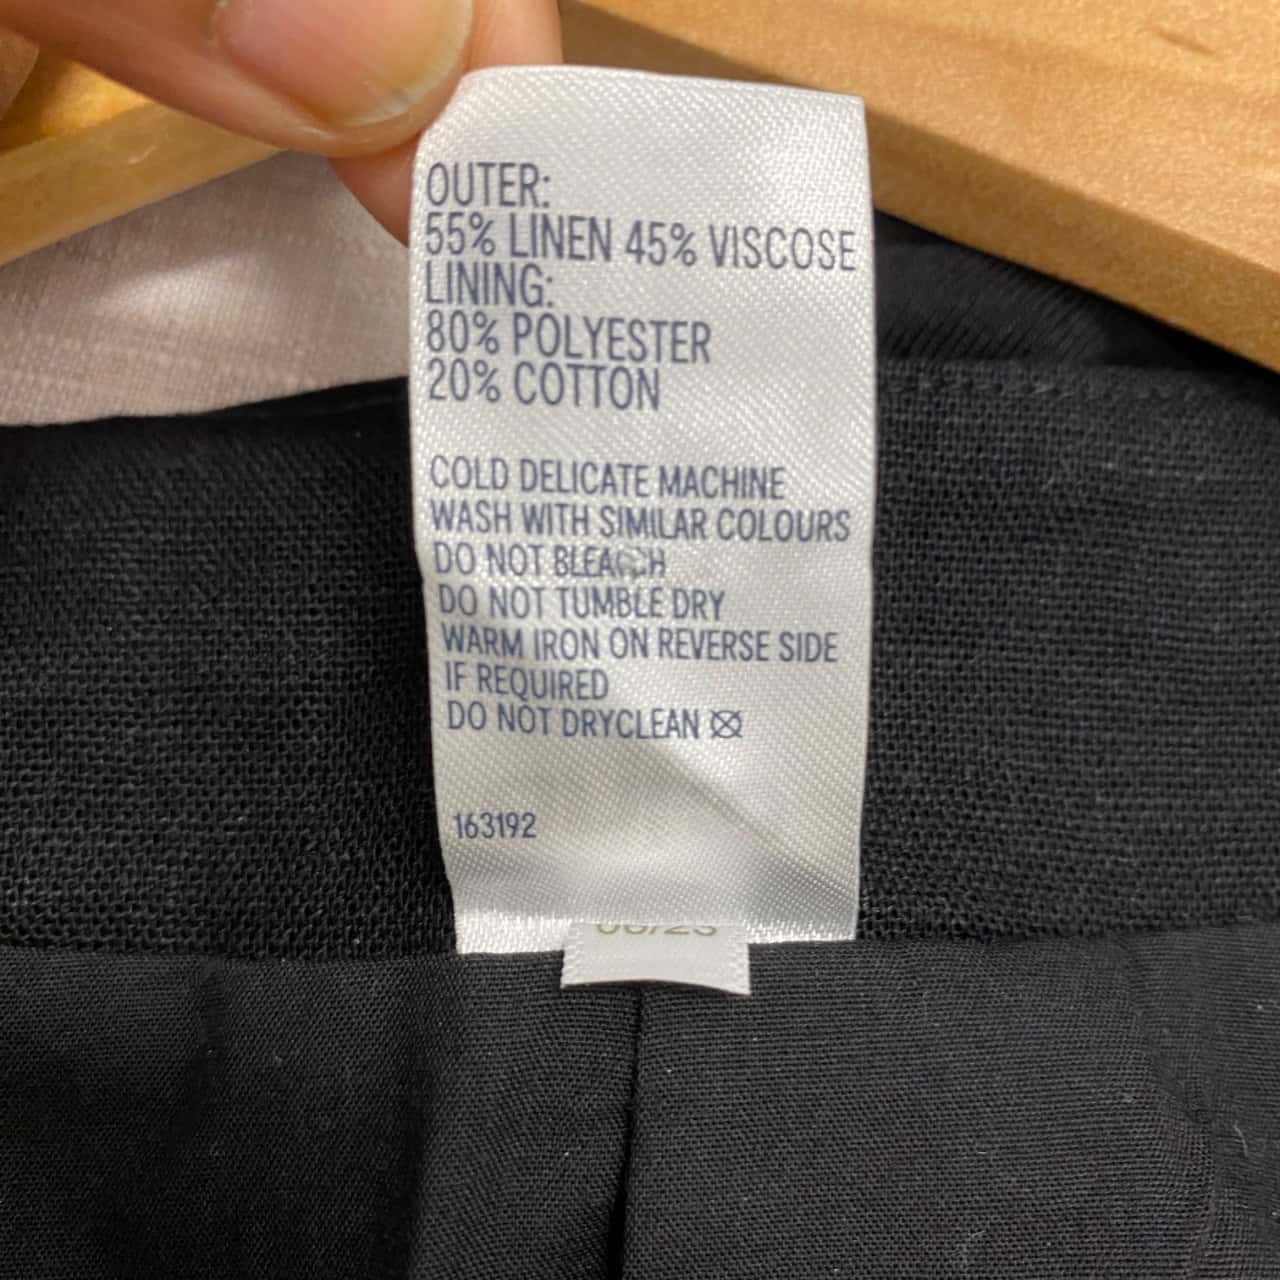 OUTER:
55% LINEN 45% VISCOSE
LINING:
80% POLYESTER
20% COTTON
COLD DELICATE MACHINE
WASH WITH SIMILAR COLOURS
DO NOT BLEACH
DO NOT TUMBLE DRY
WARM IRON ON REVERSE SIDE
IF REQUIRED
DO NOT DRYCLEAN
163192